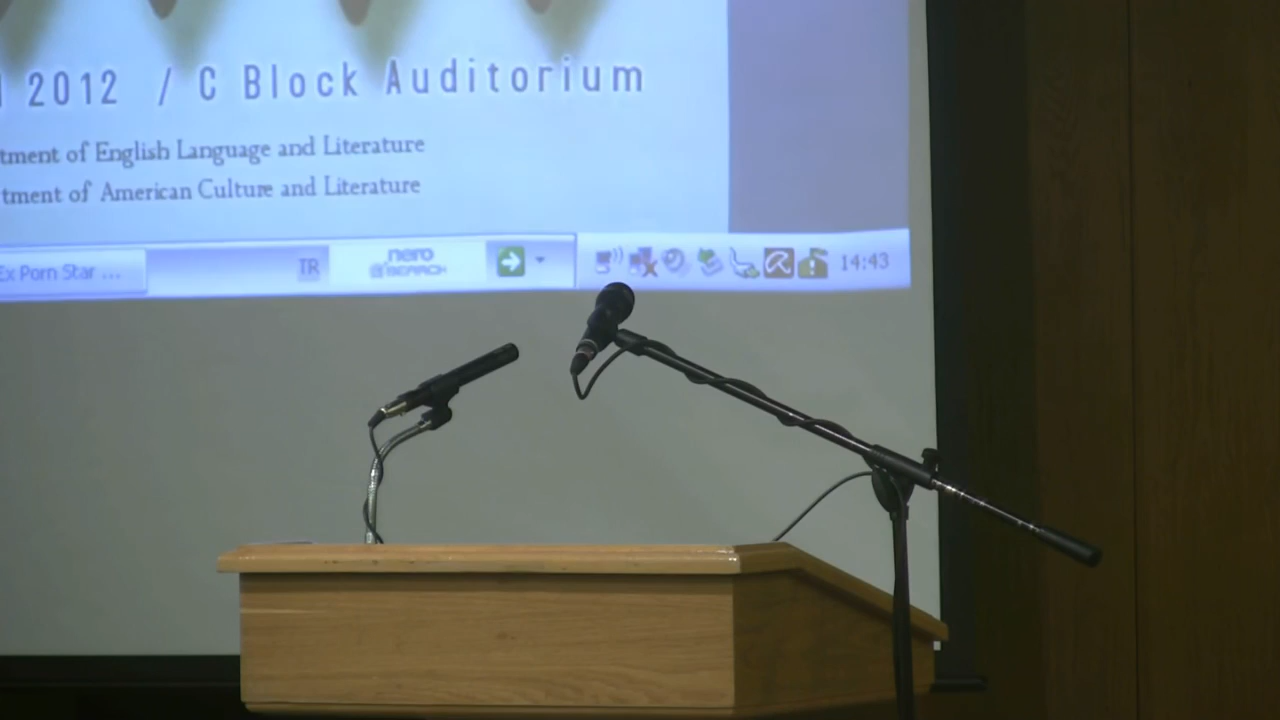 2012 / C Block Auditorium
tment of English Language and Literature
tment of American Culture and Literature
Ex Porn Star ...
TR
nero
SEARCH
14:43